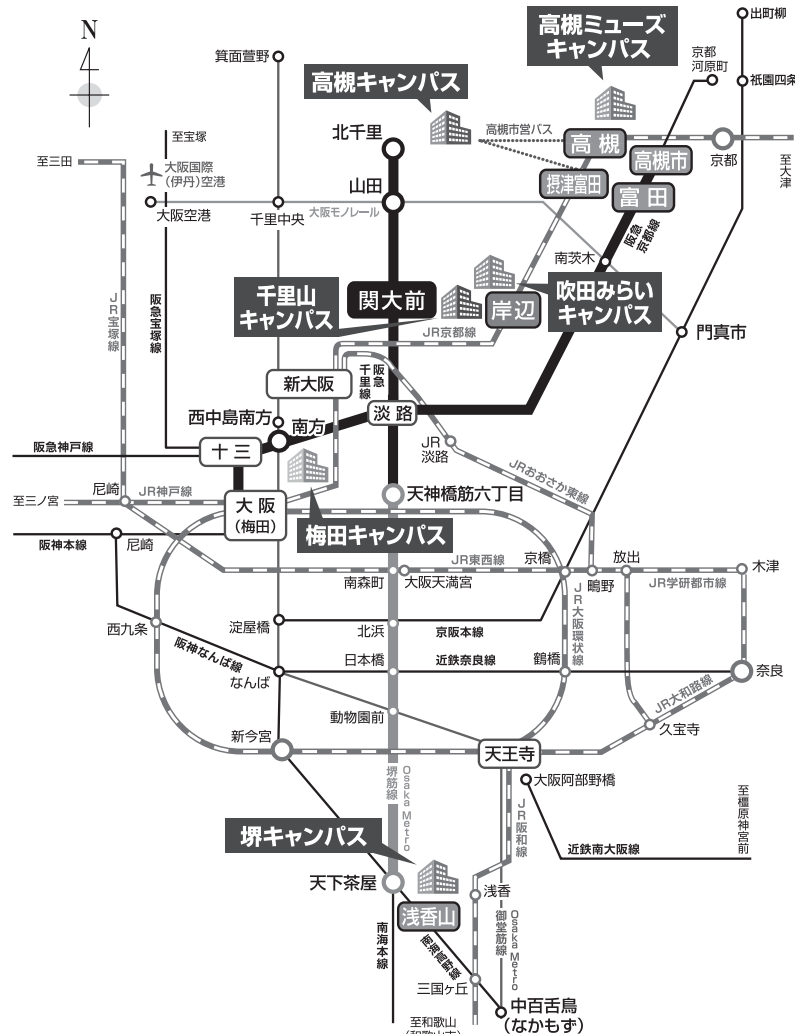 N
高槻ミューズ
キャンパス
出町柳
京都
河原町
箕面萱野
高槻キャンパス
祇園四条
至宝塚
北千里
高槻市営バス
高槻
高槻市
京都
至三田
大阪国際
(伊丹)空港
摂津富田
富田
至大津
山田
大阪空港
千里中央
大阪モノレール
阪急
京都線
南茨木
千里山
キャンパス
関大前
岸辺
吹田みらい
キャンパス
JR宝塚線
阪急宝塚線
JR京都線
門真市
新大阪
阪急
千里線
淡路
西中島南方
南方
JR
淡路
阪急神戸線
十三
JRおおさか東線
尼崎
JR神戸線
至三ノ宮
大阪
(梅田)
天神橋筋六丁目
梅田キャンパス
阪神本線
尼崎
JR東西線
京橋
放出
木津
南森町
大阪天満宮
鴫野
JR学研都市線
JR大阪環状線
西九条
淀屋橋
北浜
京阪本線
阪神なんば線
日本橋
近鉄奈良線
鶴橋
なんば
奈良
動物園前
JR大和路線
久宝寺
新今宮
天王寺
堺筋線
Osaka Metro
大阪阿部野橋
JR阪和線
至橿原神宮前
堺キャンパス
近鉄南大阪線
天下茶屋
浅香
浅香山
南海本線
南海高野線
御堂筋線
Osaka Metro
三国ヶ丘
中百舌鳥
(なかもず)
至和歌山
(和歌山市)